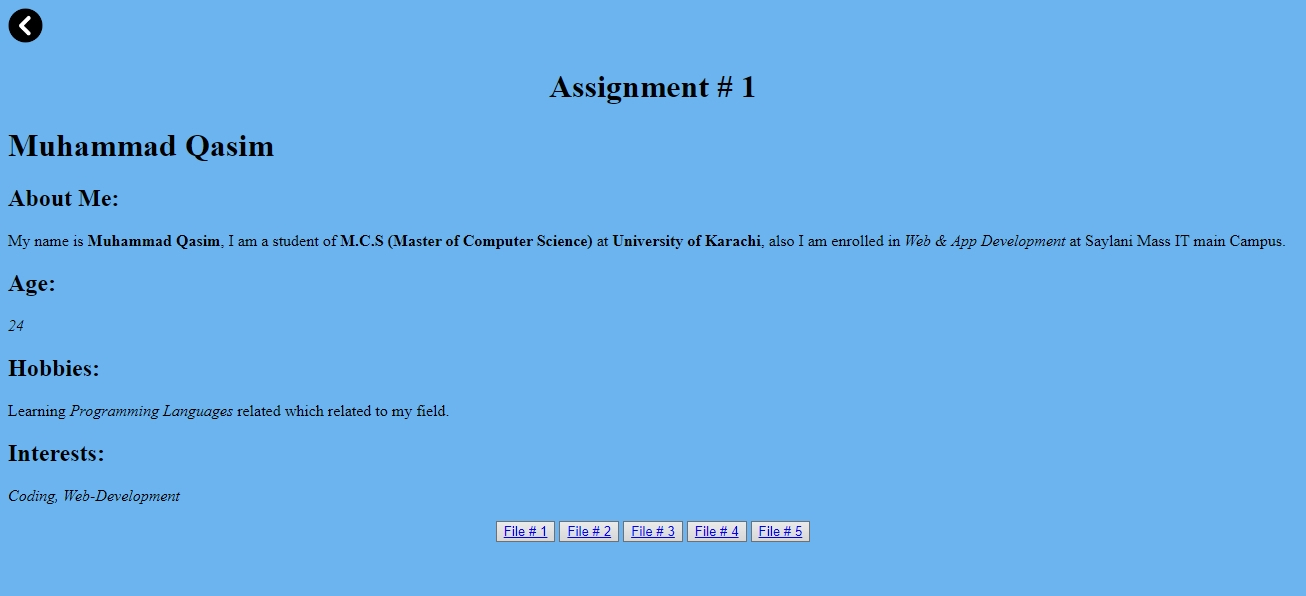 Assignment # 1
Muhammad Qasim
About Me:
My name is Muhammad Qasim, I am a student of M.C.S (Master of Computer Science) at University of Karachi, also I am enrolled in Web & App Development at Saylani Mass IT main Campus.
Age:
24
Hobbies:
Learning Programming Languages related which related to my field.
Interests:
Coding, Web-Development
File # 1 File # 2 File # 3 File # 4 File # 5